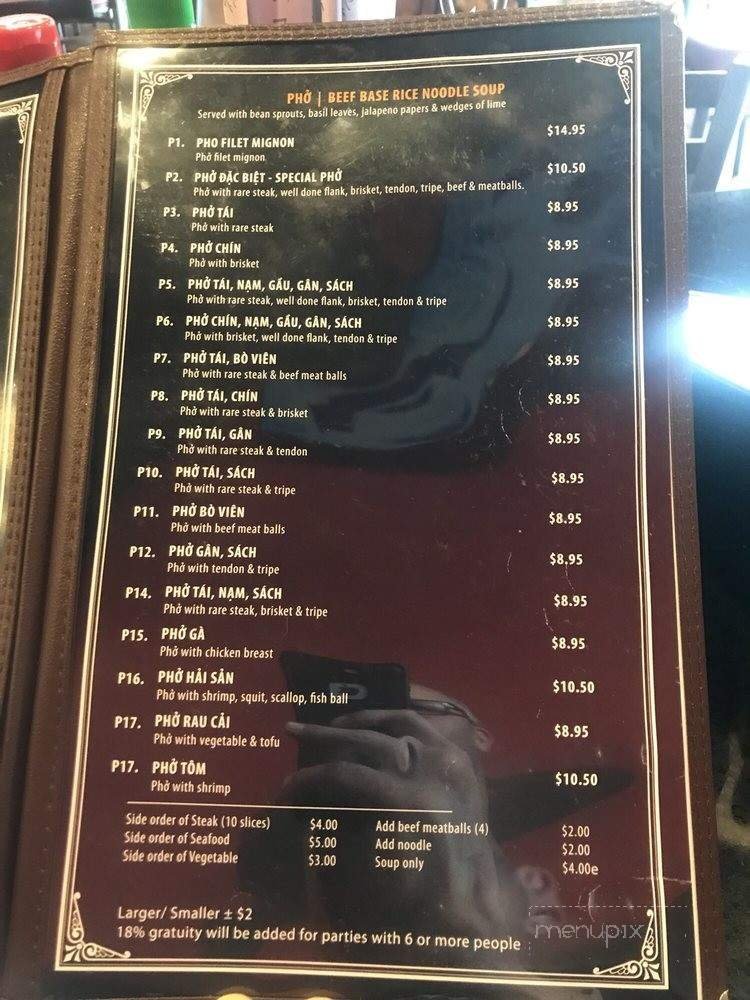 PHỞ | BEEF BASE RICE NOODLE SOUP
Served with bean sprouts, basil leaves, jalapeno papers & wedges of lime
P1. PHO FILET MIGNON $14.95
Phở filet mignon
P2. PHỞ ĐẶC BIỆT - SPECIAL PHỞ $10.50
Phở with rare steak, well done flank, brisket, tendon, tripe, beef & meatballs.
P3. PHỞ TÁI $8.95
Phở with rare steak
P4. PHỞ CHÍN $8.95
Phở with brisket
P5. PHỞ TÁI, NẠM, GẦU, GÂN, SÁCH $8.95
Phở with rare steak, well done flank, brisket, tendon & tripe
P6. PHỞ CHÍN, NẠM, GẦU, GÂN, SÁCH $8.95
Phở with brisket, well done flank, tendon & tripe
P7. PHỞ TÁI, BÒ VIÊN $8.95
Phở with rare steak & beef meat balls
P8. PHỞ TÁI, CHÍN $8.95
Phở with rare steak & brisket
P9. PHỞ TÁI, GÂN $8.95
Phở with rare steak & tendon
P10. PHỞ TÁI, SÁCH $8.95
Phở with rare steak & tripe
P11. PHỞ BÒ VIÊN $8.95
Phở with beef meat balls
P12. PHỞ GÂN, SÁCH $8,95
Phở with tendon & tripe
P14. PHỞ TÁI, NẠM, SÁCH $8.95
Phở with rare steak, brisket & tripe
P15. PHỞ GÀ $8.95
Phở with chicken breast
P16. PHỞ HẢI SẢN $10.50
Phở with shrimp, squit, scallop, fish ball
P17. PHỞ RAU CẢI $8.95
Phở with vegetable & tofu
P17. PHỞ TÔM $10.50
Phở with shrimp
Side order of Steak (10 slices) $4.00 Add beef meatballs (4) $2.00
Side order of Seafood $5.00 Add noodle $2.00
Side order of Vegetable $3.00 Soup only $4.00e
Larger/ Smaller ± $2
18% gratuity will be added for parties with 6 or more people
menupix